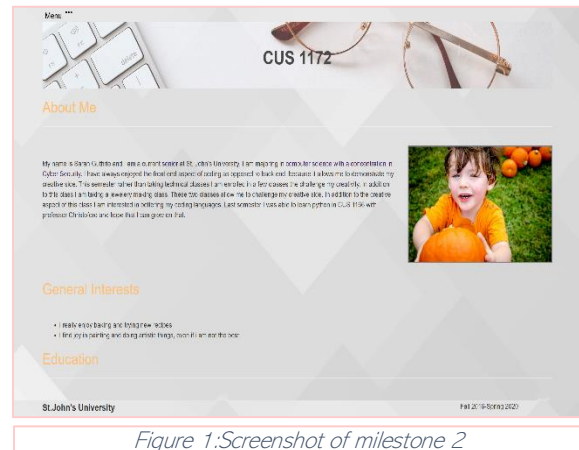 Menu
delete
CUS 1172
About Me
My name is Sarah Guthrie and I am a current senior at St. John's University. I am majoring in computer science with a concentration in
Cyber Security. I have always enjoyed the front end aspect of coding as opposed to back end because it allows me to demonstrate my
creative side. This semester rather than taking technical classes I am enrolled in a few classes the challenge my creativity. In addition
to this class I am taking a jewelry making class. These two classes allow me to challenge my creative side. In addition to the creative
aspect of this class I am interested in bettering my coding languages. Last semester I was able to learn python in CUS 1156 with
professor and hope that I can grow on that.
General Interests
• I really enjoy baking and trying new recipes
• I find joy in painting and doing artistic things, even if I am not the best
Education
St.John's University
Fall 2016-Spring 2020
Figure 1:Screenshot of milestone 2